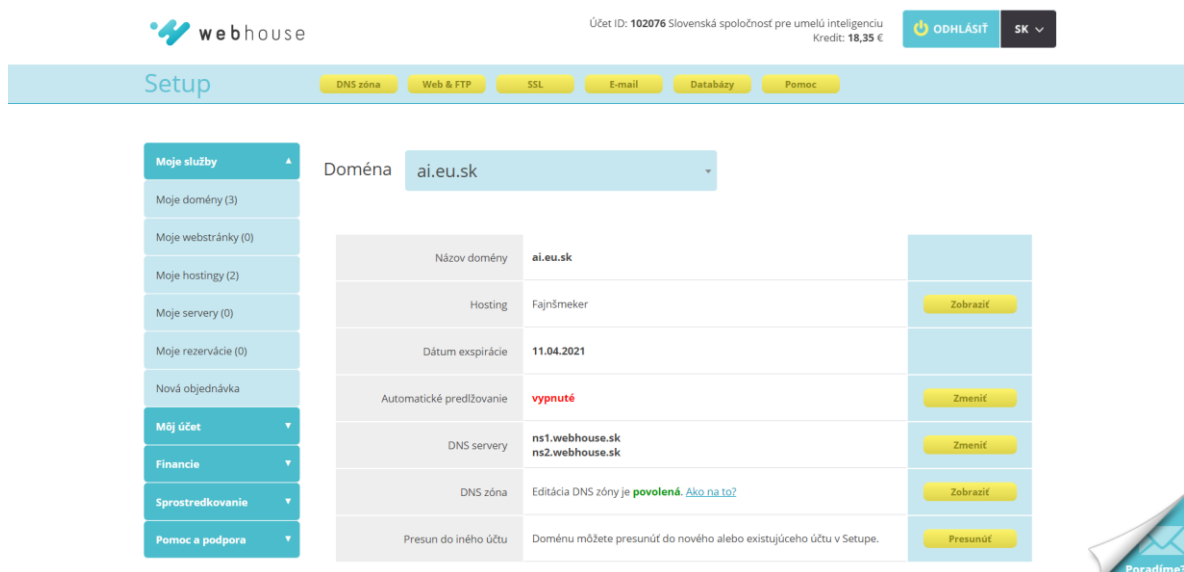 webhouse
Účet ID: 102076 Slovenská spoločnosť pre umelú inteligenciu
Kredit: 18,35 €
ODHLÁSIŤ
SK
Setup
DNS zóna
Web & FTP
SSL
E-mail
Databázy
Pomoc
Moje služby
Moje domény (3)
Moje webstránky (0)
Moje hostingy (2)
Moje servery (0)
Moje rezervácie (0)
Nová objednávka
Môj účet
Financie
Sprostredkovanie
Pomoc a podpora
Doména ai.eu.sk
Názov domény ai.eu.sk
Hosting Fajnšmeker Zobraziť
Dátum exspirácie 11.04.2021
Automatické predlžovanie vypnuté Zmeniť
DNS servery ns1.webhouse.sk
ns2.webhouse.sk
Zmeniť
DNS zóna Editácia DNS zóny je povolená. Ako na to? Zobraziť
Presun do iného účtu Doménu môžete presunúť do nového alebo existujúceho účtu v Setupe. Presunúť
Poradíme?